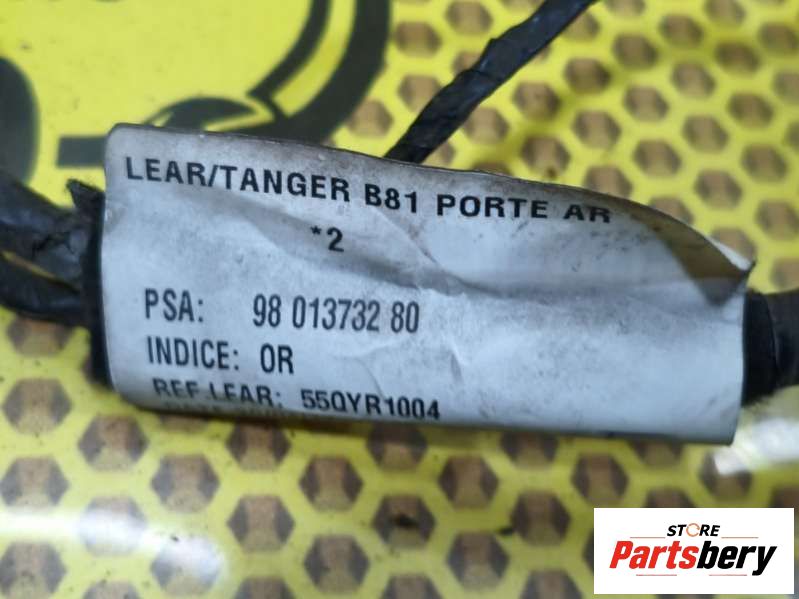 LEAR/TANGER B81 PORTE AR
*2
PSA: 98 013732 80
INDICE: OR
REF LEAR: 55QYR1004
STORE
Partsbery